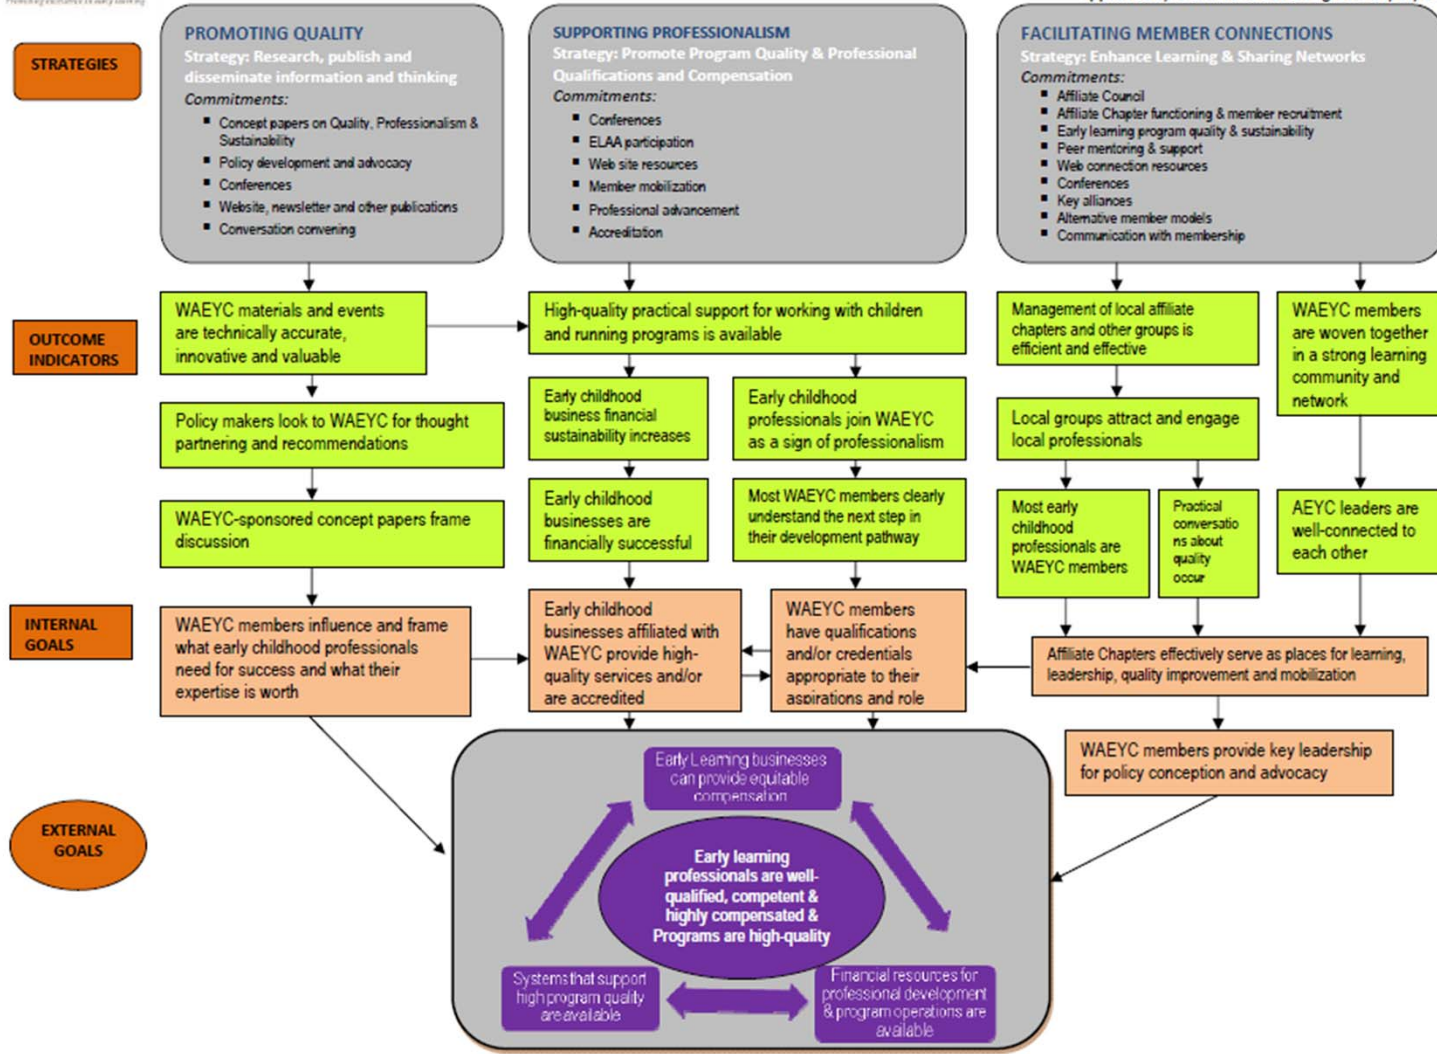 STRATEGIES
PROMOTING QUALITY
Strategy: Research, publish and
disseminate information and thinking
Commitments:
▪ Concept papers on Quality, Professionalism &
Sustainability
▪ Policy development and advocacy
▪ Conferences
▪ Website, newsletter and other publications
▪ Conversation convening
SUPPORTING PROFESSIONALISM
Strategy: Promote Program Quality & Professional
Qualifications and Compensation
Commitments:
▪ Conferences
▪ ELAA participation
▪ Web site resources
▪ Member mobilization
▪ Professional advancement
▪ Accreditation
FACILITATING MEMBER CONNECTIONS
Strategy: Enhance Learning & Sharing Networks
Commitments:
▪ Affiliate Council
▪ Affiliate Chapter functioning & member recruitment
▪ Early learning program quality & sustainability
▪ Peer mentoring & support
▪ Web connection resources
▪ Conferences
▪ Key alliances
▪ Alternative member models
▪ Communication with membership
OUTCOME
INDICATORS
WAEYC materials and events
are technically accurate,
innovative and valuable
High-quality practical support for working with children
and running programs is available
Management of local affiliate
chapters and other groups is
efficient and effective
WAEYC members
are woven together
in a strong learning
community and
network
Policy makers look to WAEYC for thought
partnering and recommendations
Early childhood
business financial
sustainability increases
Early childhood
professionals join WAEYC
as a sign of professionalism
Local groups attract and engage
local professionals
WAEYC-sponsored concept papers frame
discussion
Early childhood
businesses are
financially successful
Most WAEYC members clearly
understand the next step in
their development pathway
Most early
childhood
professionals are
WAEYC members
Practical
conversatio
ns about
quality
occur
AEYC leaders are
well-connected to
each other
INTERNAL
GOALS
WAEYC members influence and frame
what early childhood professionals
need for success and what their
expertise is worth
Early childhood
businesses affiliated with
WAEYC provide high-
quality services and/or
are accredited
WAEYC members
have qualifications
and/or credentials
appropriate to their
aspirations and role
Affiliate Chapters effectively serve as places for learning,
leadership, quality improvement and mobilization
WAEYC members provide key leadership
for policy conception and advocacy
EXTERNAL
GOALS
Early Learning businesses
can provide equitable
compensation
Early learning
professionals are well-
qualified, competent &
highly compensated &
Programs are high-quality
Systems that support
high program quality
are available
Financial resources for
professional development
& program operations are
available